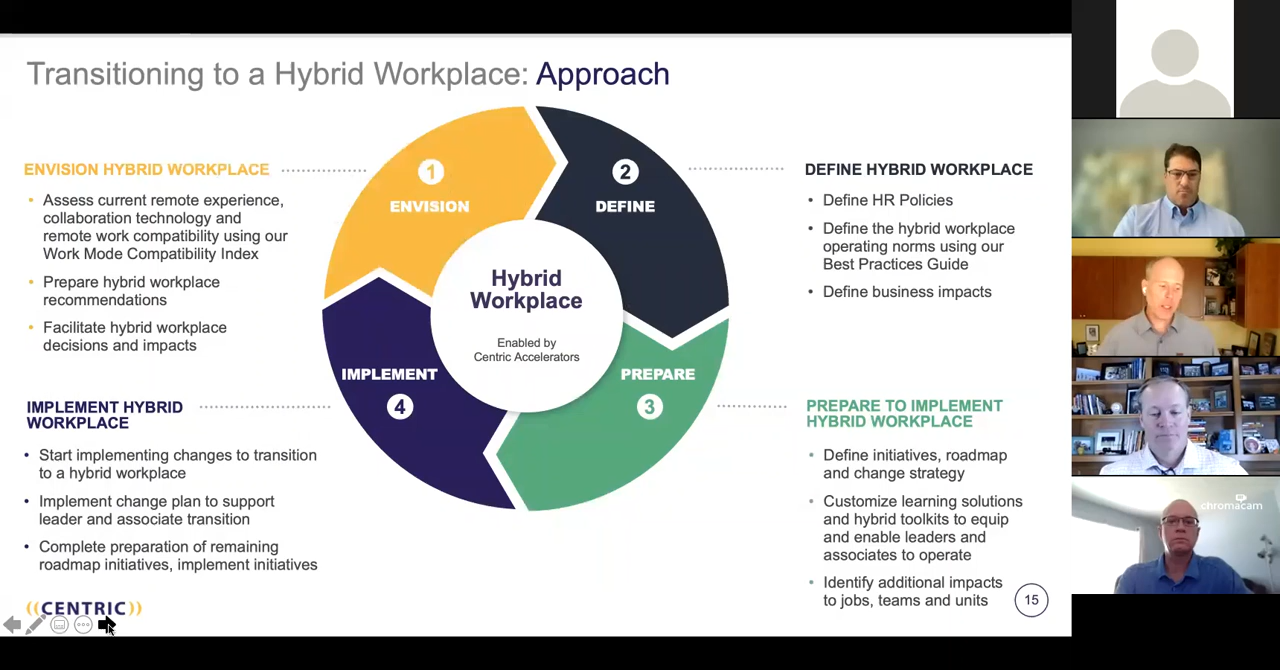 Transitioning to a Hybrid Workplace: Approach
ENVISION HYBRID WORKPLACE
Assess current remote experience,
collaboration technology and
remote work compatibility using our
Work Mode Compatibility Index
Prepare hybrid workplace
recommendations
Facilitate hybrid workplace
decisions and impacts
1
ENVISION
2
DEFINE
Hybrid
Workplace
Enabled by
Centric Accelerators
IMPLEMENT
4
PREPARE
3
DEFINE HYBRID WORKPLACE
Define HR Policies
Define the hybrid workplace
operating norms using our
Best Practices Guide
Define business impacts
IMPLEMENT HYBRID
WORKPLACE
Start implementing changes to transition
to a hybrid workplace
Implement change plan to support
leader and associate transition
Complete preparation of remaining
roadmap initiatives, implement initiatives
PREPARE TO IMPLEMENT
HYBRID WORKPLACE
Define initiatives, roadmap
and change strategy
Customize learning solutions
and hybrid toolkits to equip
and enable leaders and
associates to operate
Identify additional impacts
to jobs, teams and units
((CENTRIC))
15
chromacam